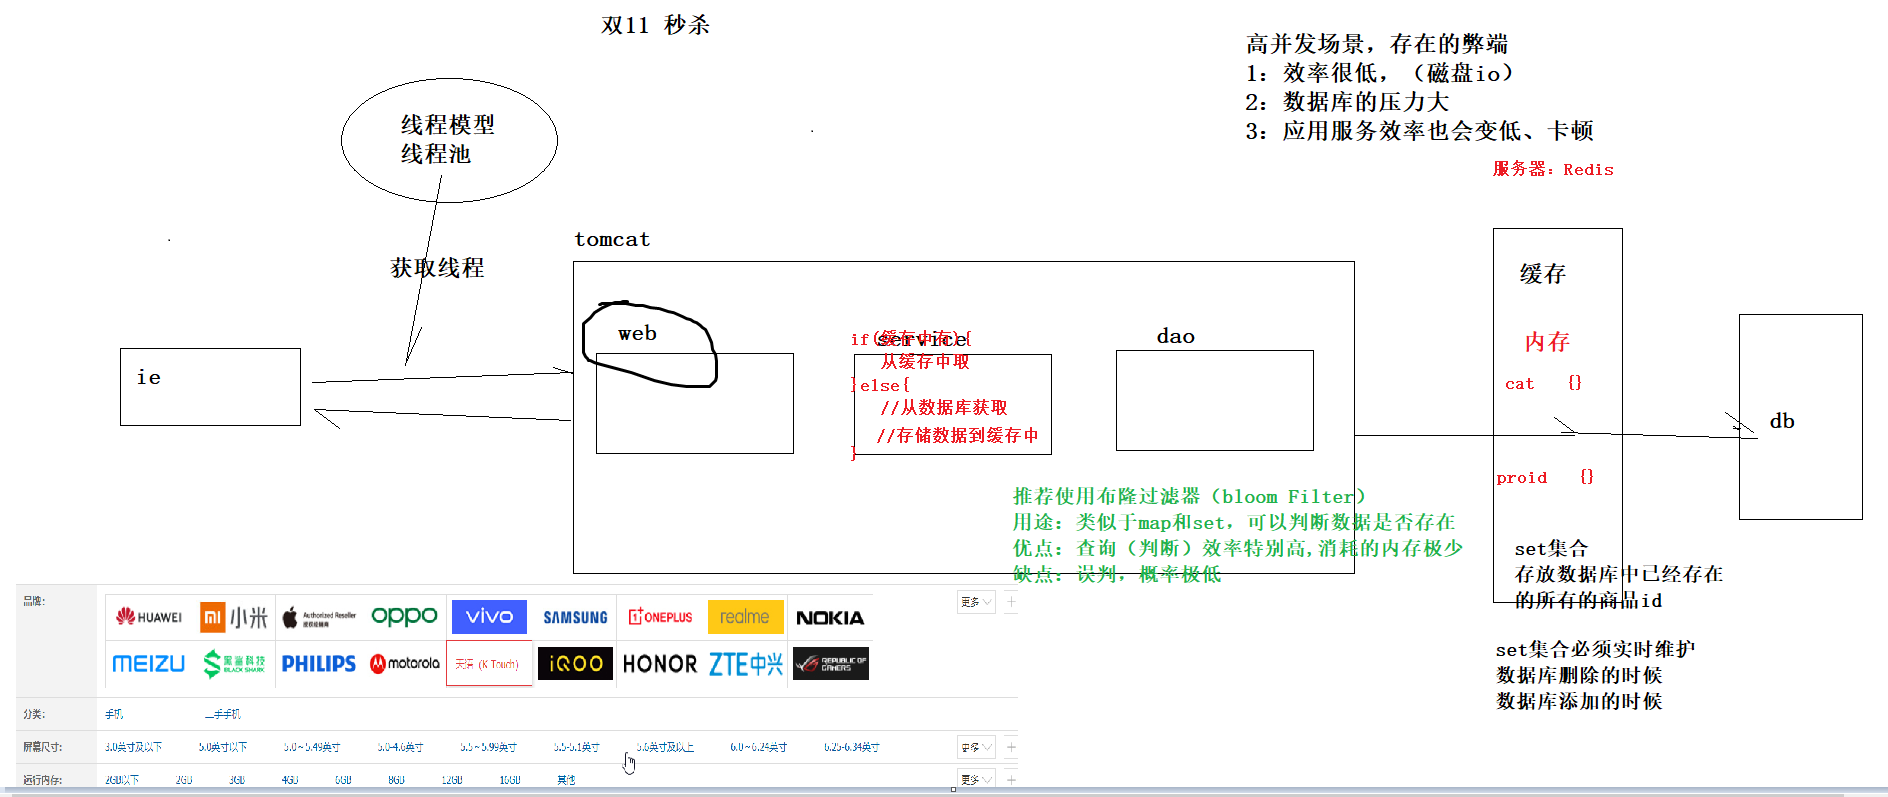 双11 秒杀
高并发场景，存在的弊端
1：效率很低，（磁盘io）
2：数据库的压力大
3：应用服务效率也会变低、卡顿
服务器：Redis
线程模型
线程池
获取线程
tomcat
ie
web
service
if(缓存中有){
从缓存中取
}else{
//从数据库获取
//存储数据到缓存中
}
dao
缓存
内存
cat {}
proid {}
db
推荐使用布隆过滤器（bloom Filter）
用途：类似于map和set，可以判断数据是否存在
优点：查询（判断）效率特别高,消耗的内存极少
缺点：误判，概率极低
set集合
存放数据库中已经存在
的所有的商品id
set集合必须实时维护
数据库删除的时候
数据库添加的时候
品牌：
HUAWEI 小米 Authorized Reseller oppo vivo SAMSUNG ONEPLUS realme NOKIA
更多
MEIZU 黑鲨科技 BLACK SHARK PHILIPS motorola 天语（K-Touch） iQOO HONOR ZTE中兴 REPUBLIC OF GAMERS
分类： 手机 二手手机
屏幕尺寸： 3.0英寸及以下 5.0英寸以下 5.0～5.49英寸 5.0-4.6英寸 5.5～5.99英寸 5.5-5.1英寸 5.6英寸及以上 6.0～6.24英寸 6.25-6.34英寸 更多
运行内存： 2GB以下 2GB 3GB 4GB 6GB 8GB 12GB 16GB 其他 更多